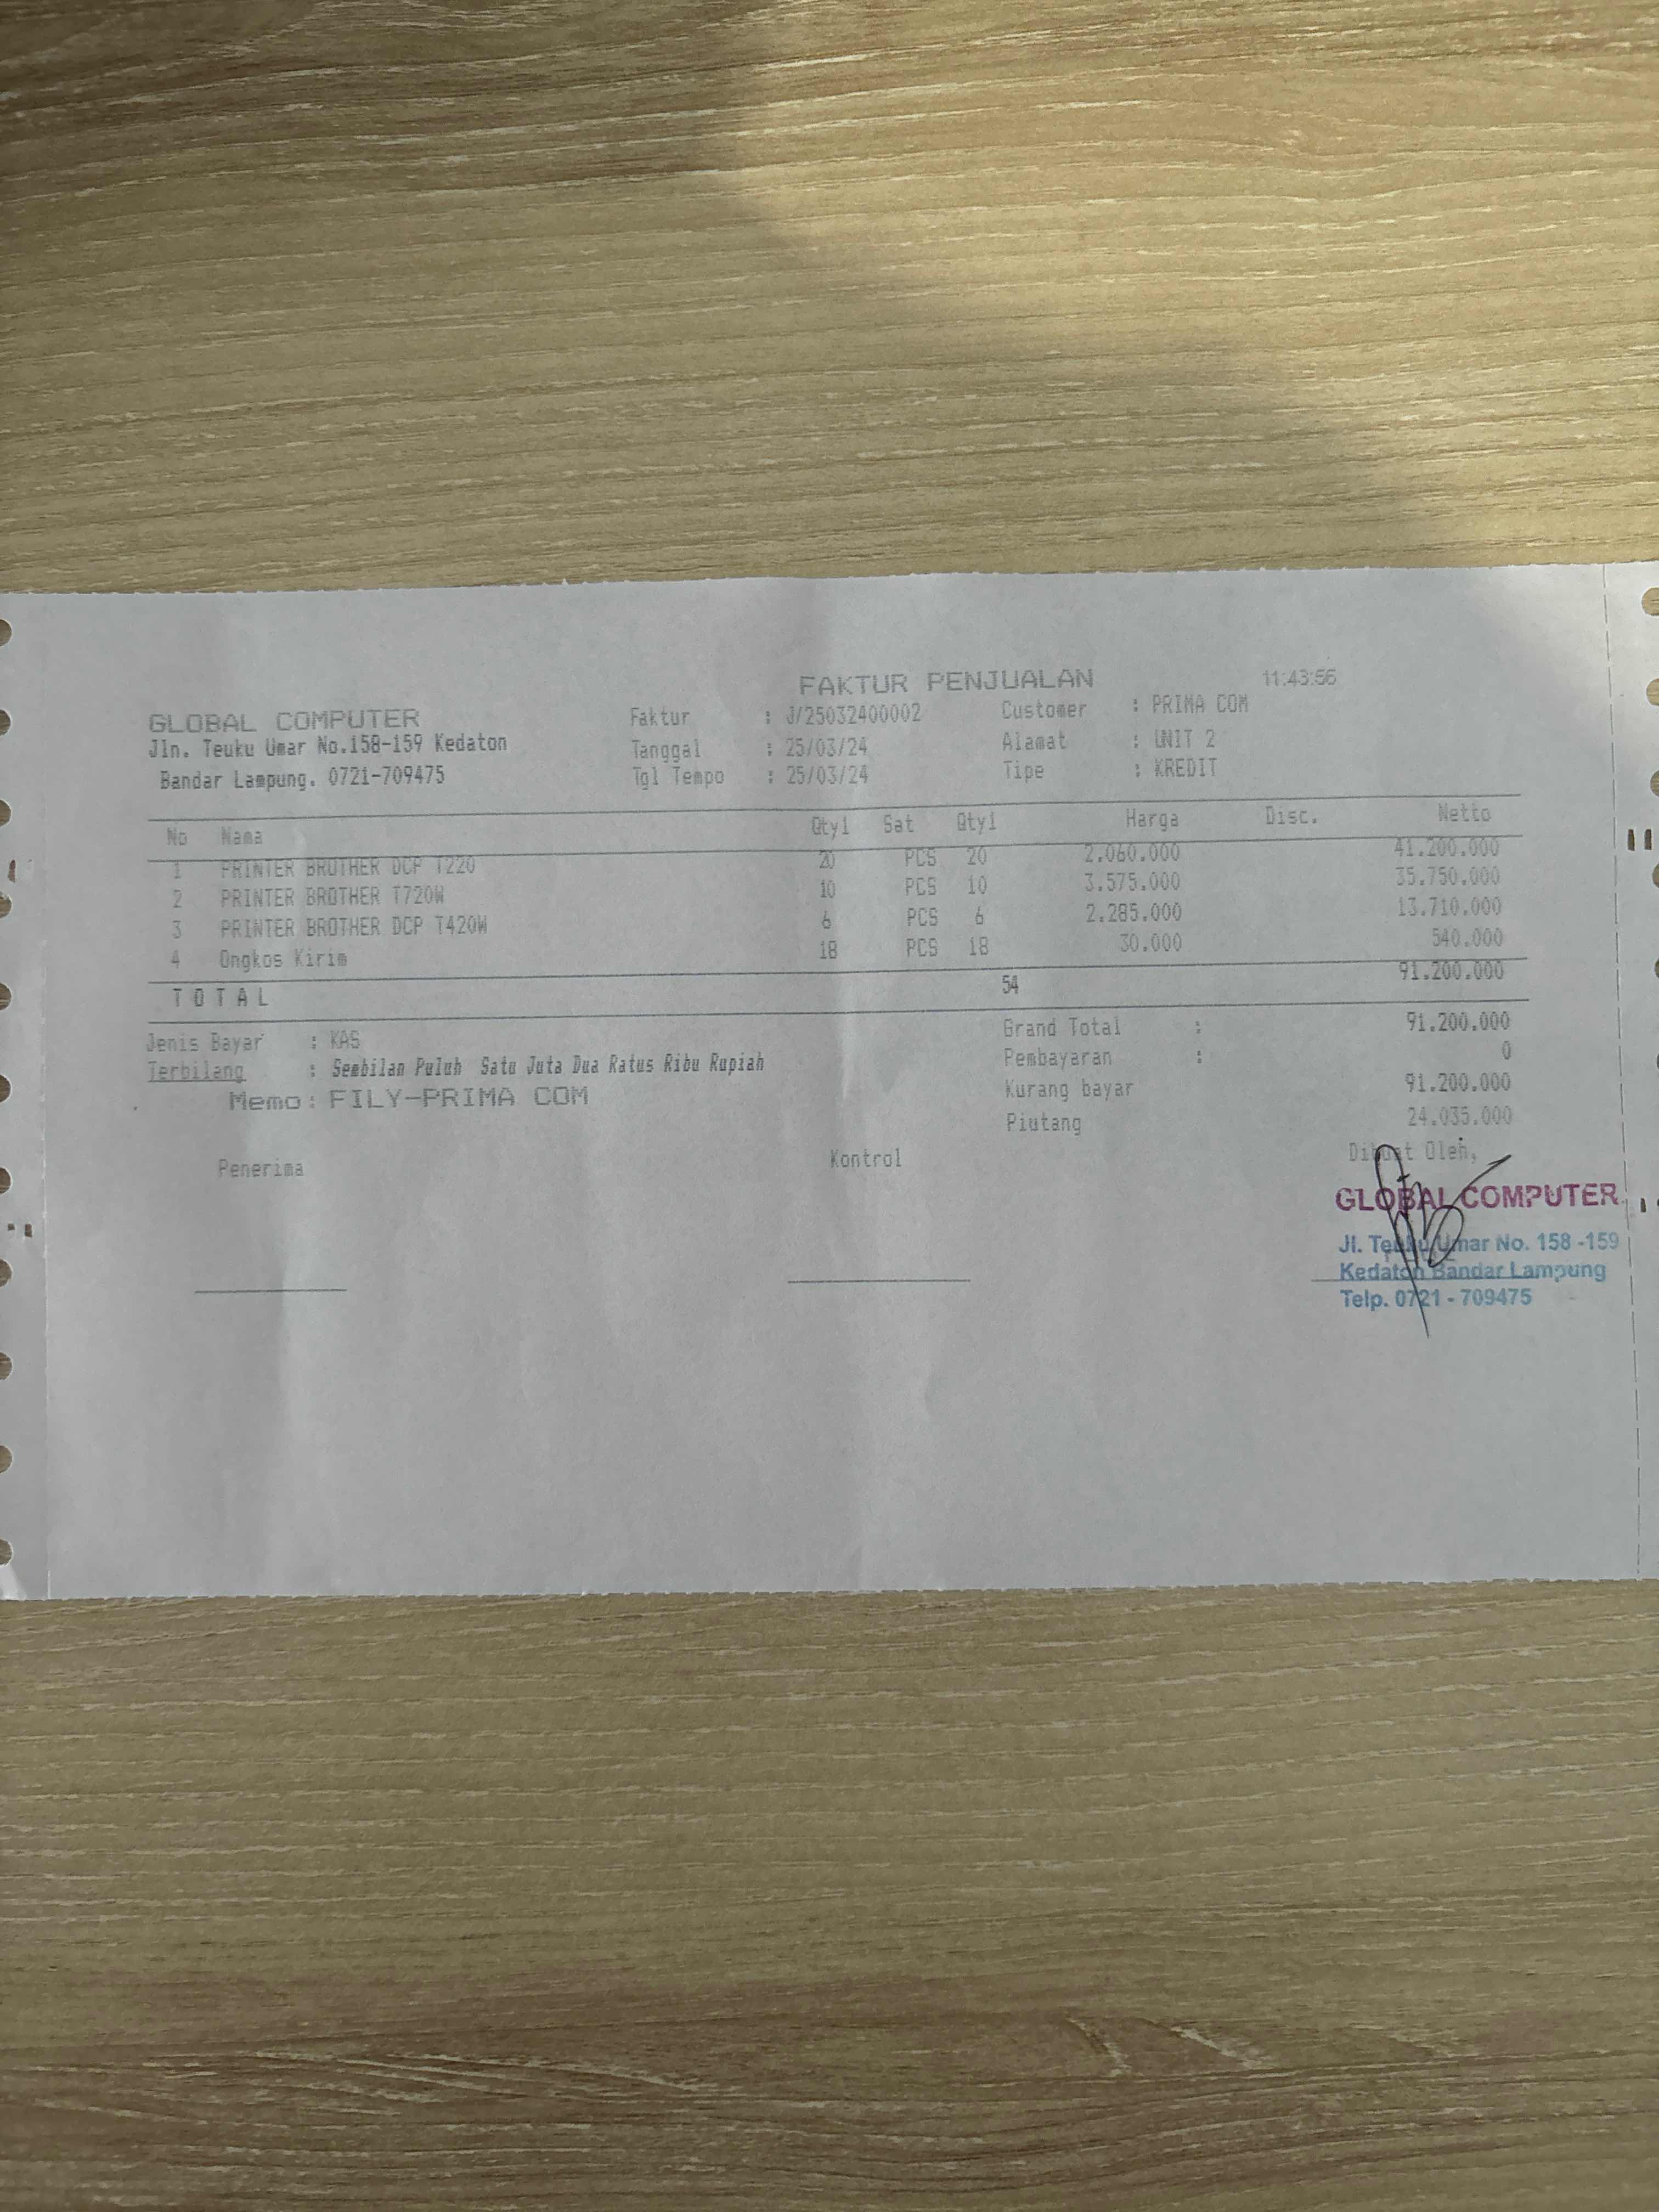 FAKTUR PENJUALAN 11:43:56
GLOBAL COMPUTER Faktur : J/25032400002 Customer : PRIMA COM
Jln. Teuku Umar No.158-159 Kedaton Tanggal : 25/03/24 Alamat : UNIT 2
Bandar Lampung. 0721-709475 Tgl Tempo : 25/03/24 Tipe : KREDIT
No Nama Qty1 Sat Qty1 Harga Disc. Netto
1 PRINTER BROTHER DCP T220 20 PCS 20 2.060.000 41.200.000
2 PRINTER BROTHER T720W 10 PCS 10 3.575.000 35.750.000
3 PRINTER BROTHER DCP T420W 6 PCS 6 2.285.000 13.710.000
4 Ongkos Kirim 18 PCS 18 30.000 540.000
T O T A L 54 91.200.000
Jenis Bayar : KAS Grand Total : 91.200.000
Terbilang : Sembilan Puluh Satu Juta Dua Ratus Ribu Rupiah Pembayaran : 0
Memo: FILY-PRIMA COM Kurang bayar 91.200.000
Piutang 24.035.000
Penerima Kontrol Dibuat Oleh,
GLOBAL COMPUTER
Jl. Teuku Umar No. 158 -159
Kedaton Bandar Lampung
Telp. 0721 - 709475